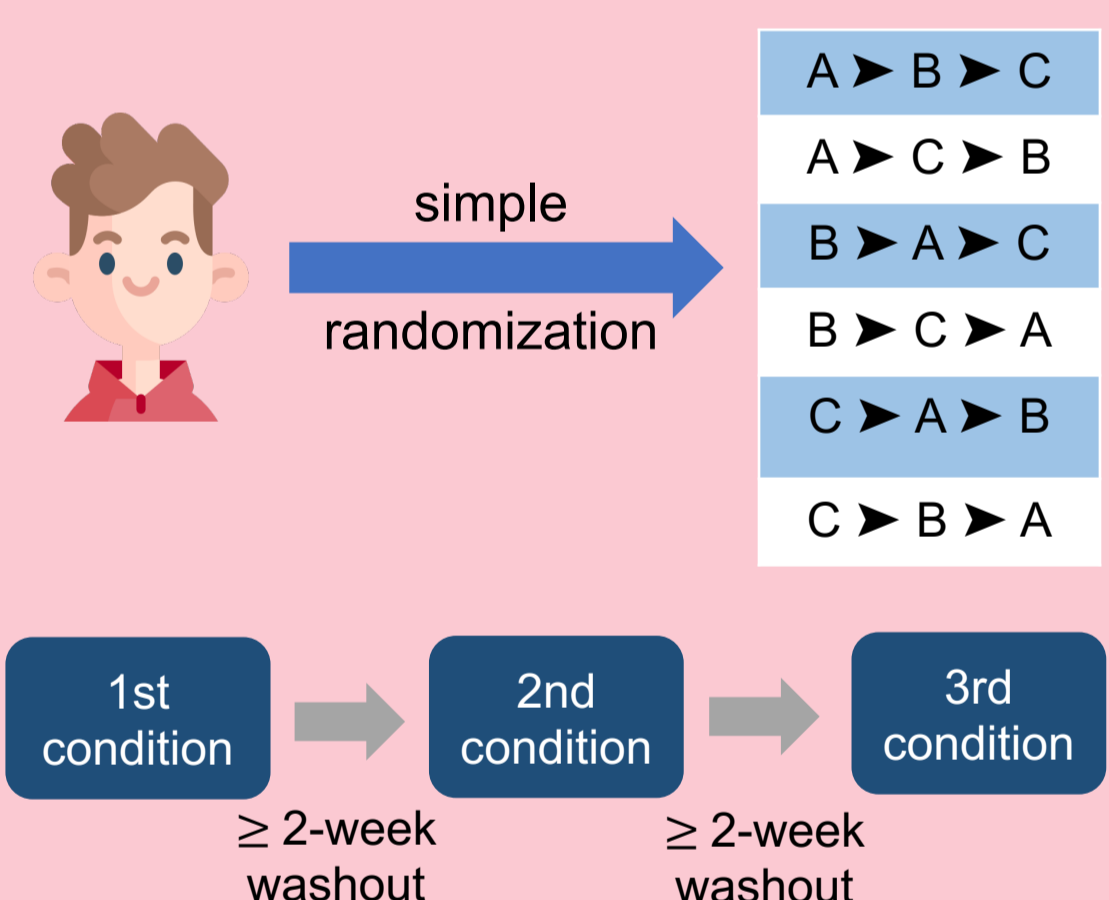 simple
randomization
A ➤ B ➤ C
A ➤ C ➤ B
B ➤ A ➤ C
B ➤ C ➤ A
C ➤ A ➤ B
C ➤ B ➤ A
1st
condition
2nd
condition
3rd
condition
≥ 2-week
washout
≥ 2-week
washout